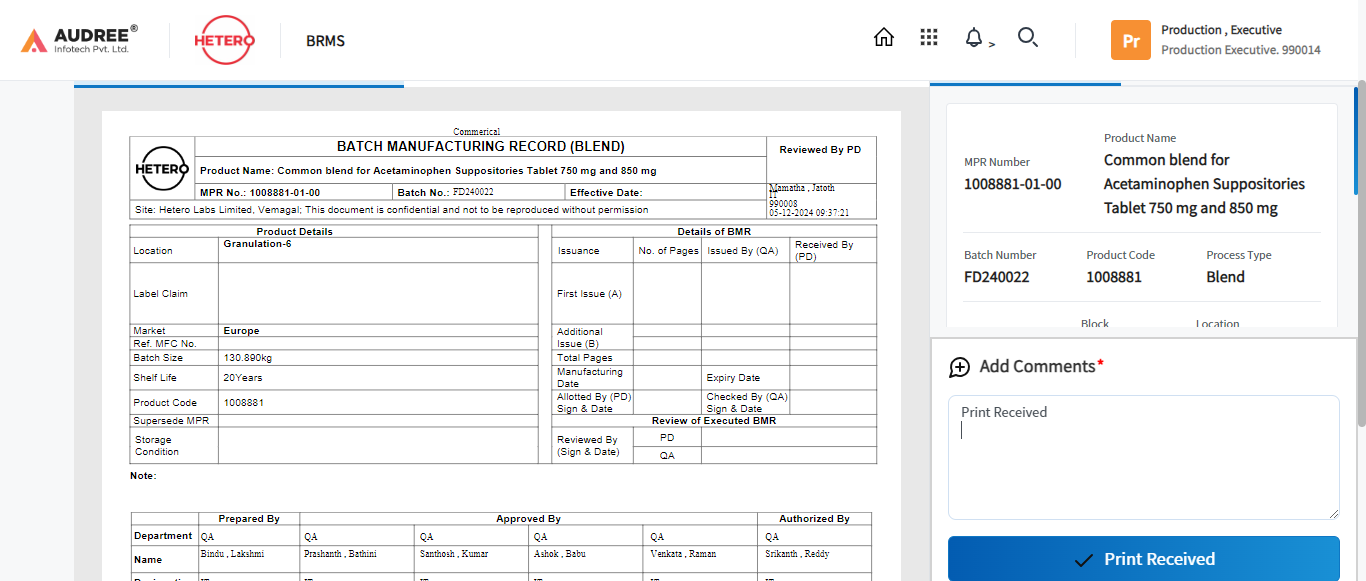 AUDREE®
Infotech Pvt. Ltd.
HETERO
BRMS
>
Pr
Production , Executive
Production Executive. 990014
Commerical
HETERO
BATCH MANUFACTURING RECORD (BLEND)
Reviewed By PD
Product Name: Common blend for Acetaminophen Suppositories Tablet 750 mg and 850 mg
MPR No.: 1008881-01-00
Batch No.: FD240022
Effective Date:
Mamatha , Jatoth
IT
990008
05-12-2024 09:37:21
Site: Hetero Labs Limited, Vemagal; This document is confidential and not to be reproduced without permission
Product Details
Location
Granulation-6
Label Claim
Market
Europe
Ref. MFC No.
Batch Size
130.890kg
Shelf Life
20Years
Product Code
1008881
Supersede MPR
Storage
Condition
Details of BMR
Issuance
No. of Pages
Issued By (QA)
Received By
(PD)
First Issue (A)
Additional
Issue (B)
Total Pages
Manufacturing
Date
Expiry Date
Allotted By (PD)
Sign & Date
Checked By (QA)
Sign & Date
Review of Executed BMR
Reviewed By
(Sign & Date)
PD
QA
Note:
Prepared By
Approved By
Authorized By
Department
QA
QA
QA
QA
QA
QA
Name
Bindu , Lakshmi
Prashanth , Bathini
Santhosh , Kumar
Ashok , Babu
Venkata , Raman
Srikanth , Reddy
MPR Number
1008881-01-00
Product Name
Common blend for
Acetaminophen Suppositories
Tablet 750 mg and 850 mg
Batch Number
FD240022
Product Code
1008881
Process Type
Blend
Block
Location
Add Comments*
Print Received
Print Received